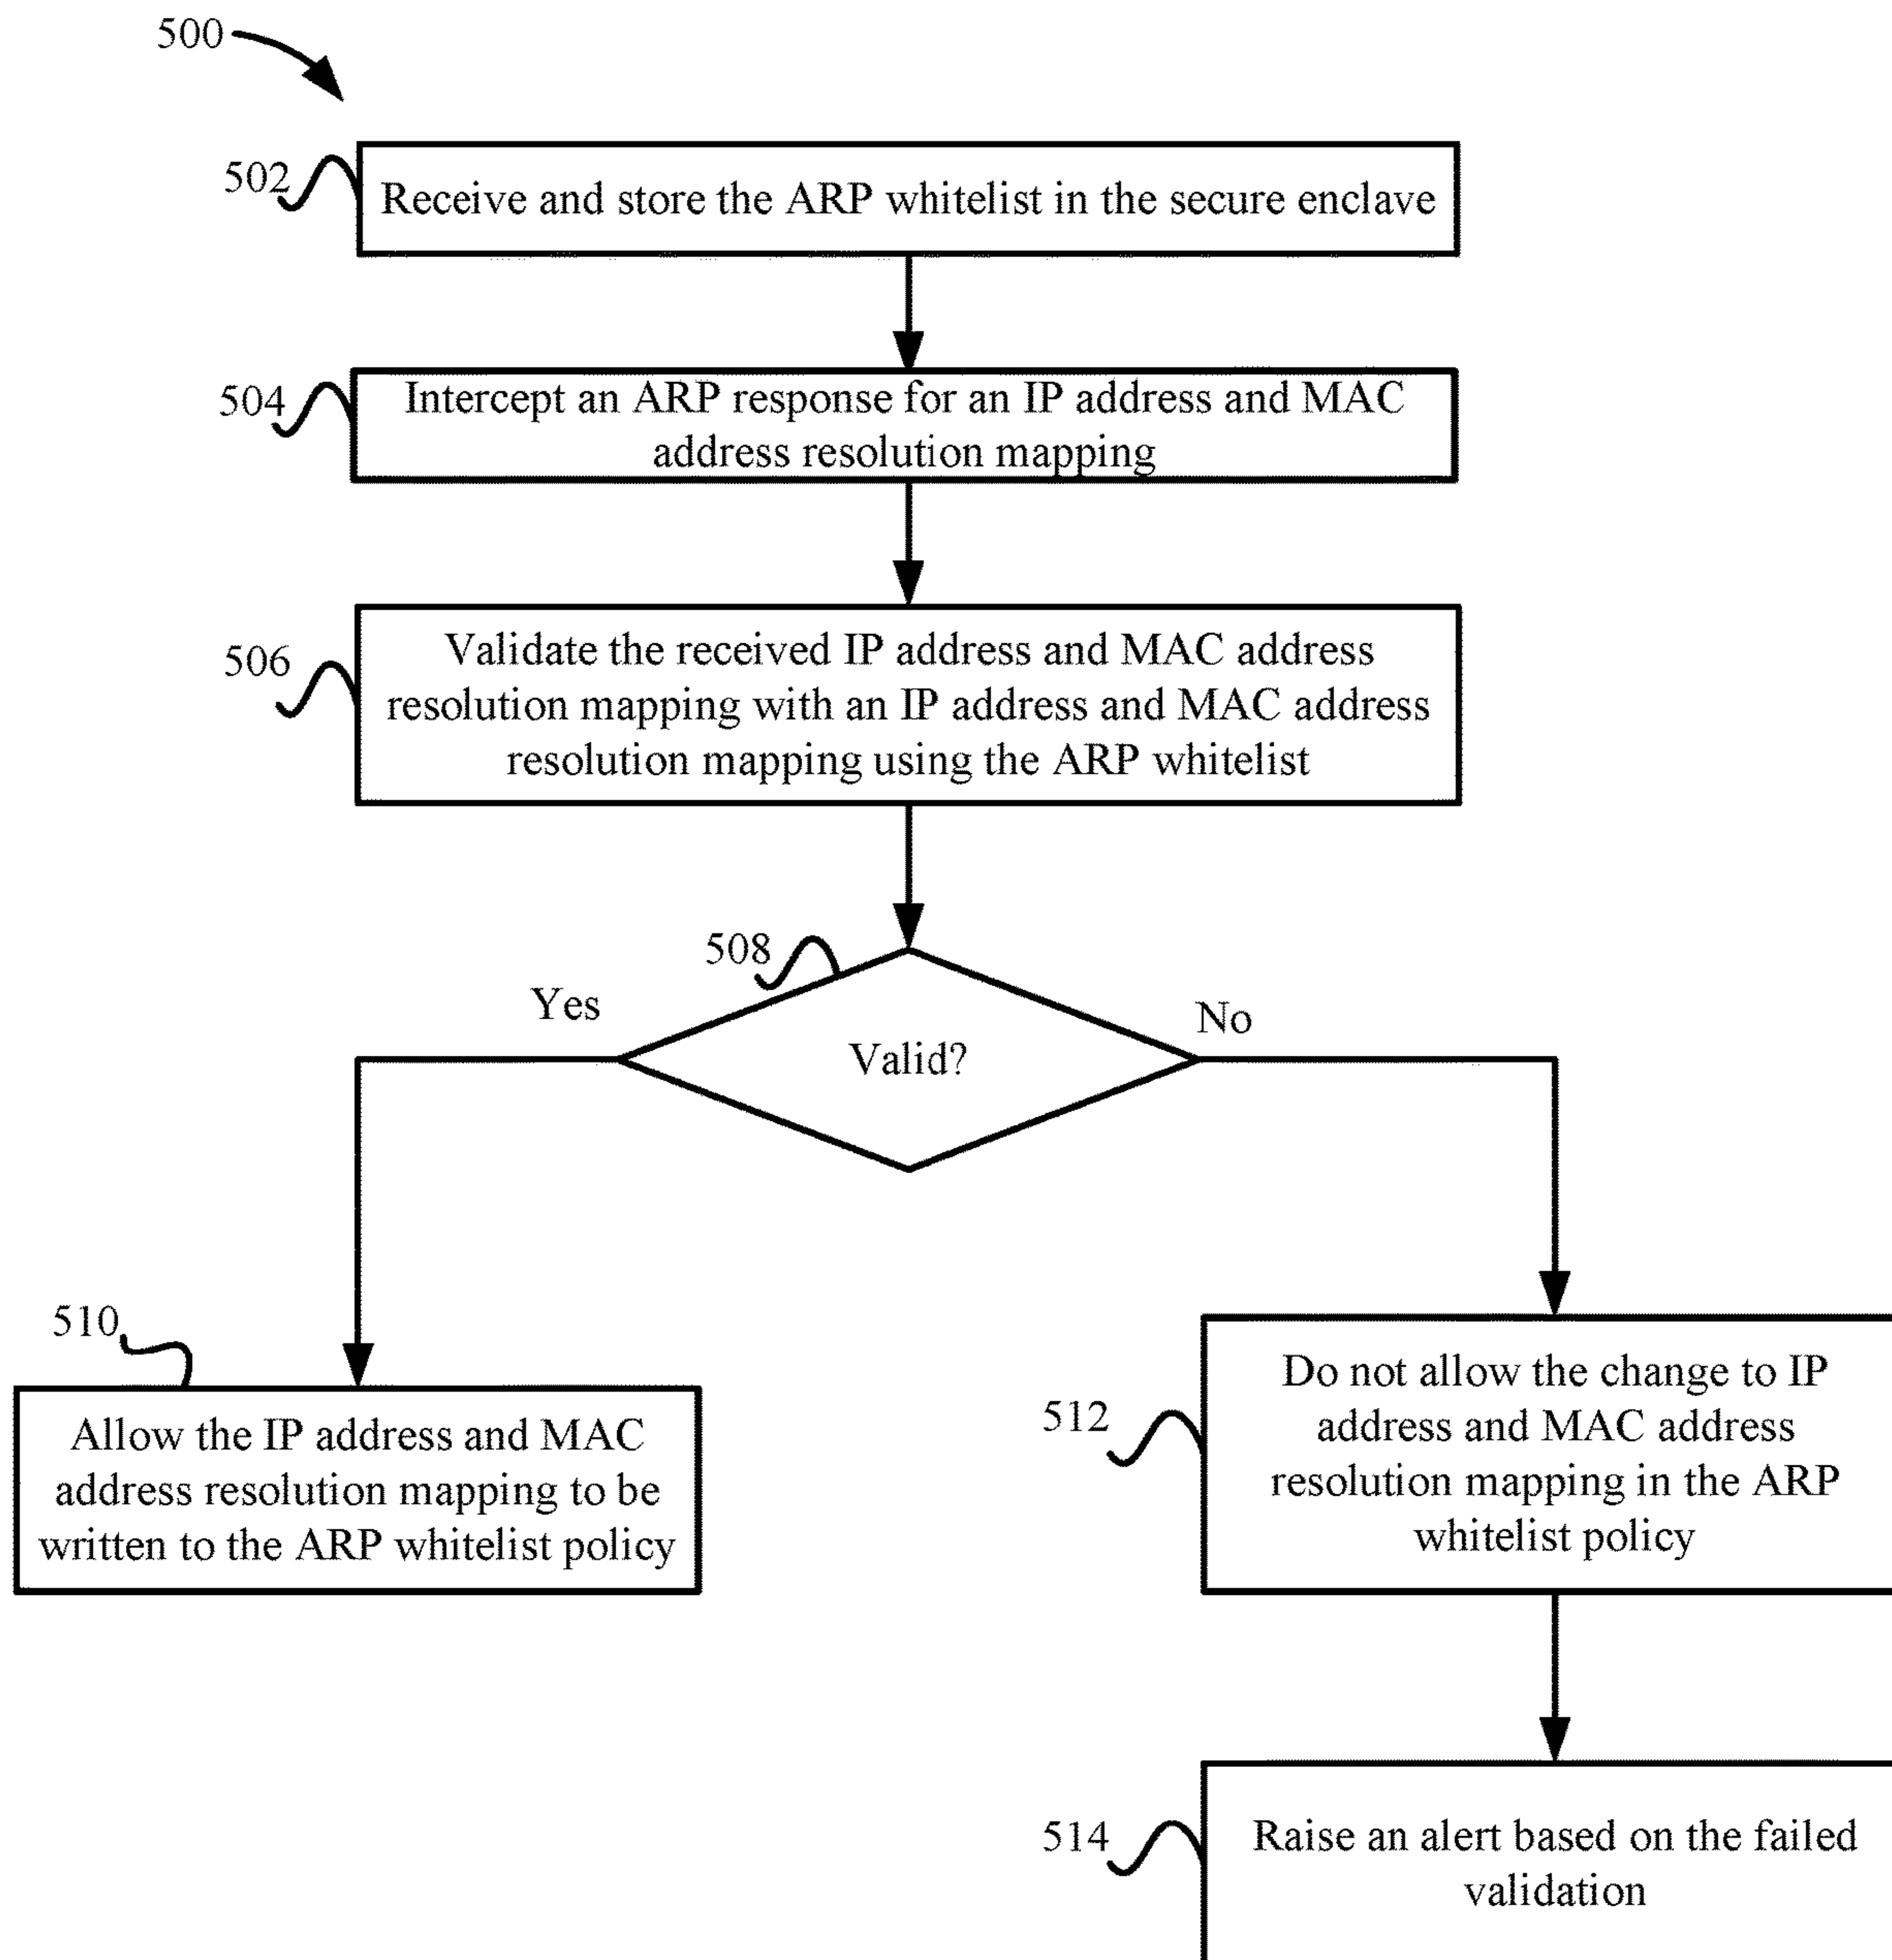 500
502
Receive and store the ARP whitelist in the secure enclave
504
Intercept an ARP response for an IP address and MAC
address resolution mapping
506
Validate the received IP address and MAC address
resolution mapping with an IP address and MAC address
resolution mapping using the ARP whitelist
508
Yes
No
Valid?
510
Allow the IP address and MAC
address resolution mapping to be
written to the ARP whitelist policy
512
Do not allow the change to IP
address and MAC address
resolution mapping in the ARP
whitelist policy
514
Raise an alert based on the failed
validation